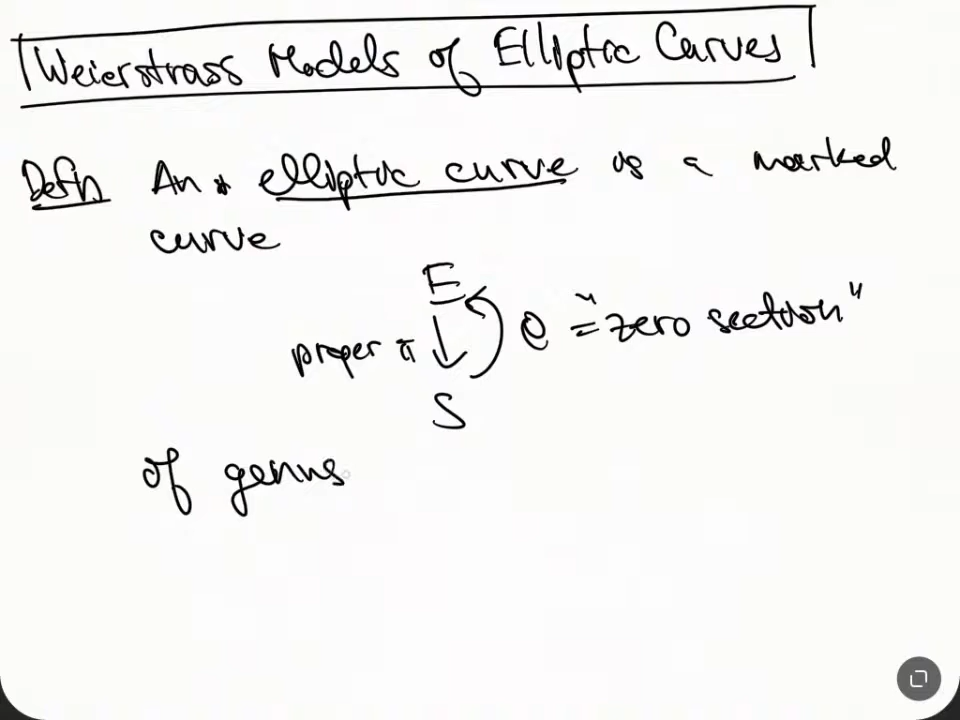 Weierstrass Models of Elliptic Curves
Defn An elliptic curve is a marked
curve
E
proper π e = "zero section"
S
of genus